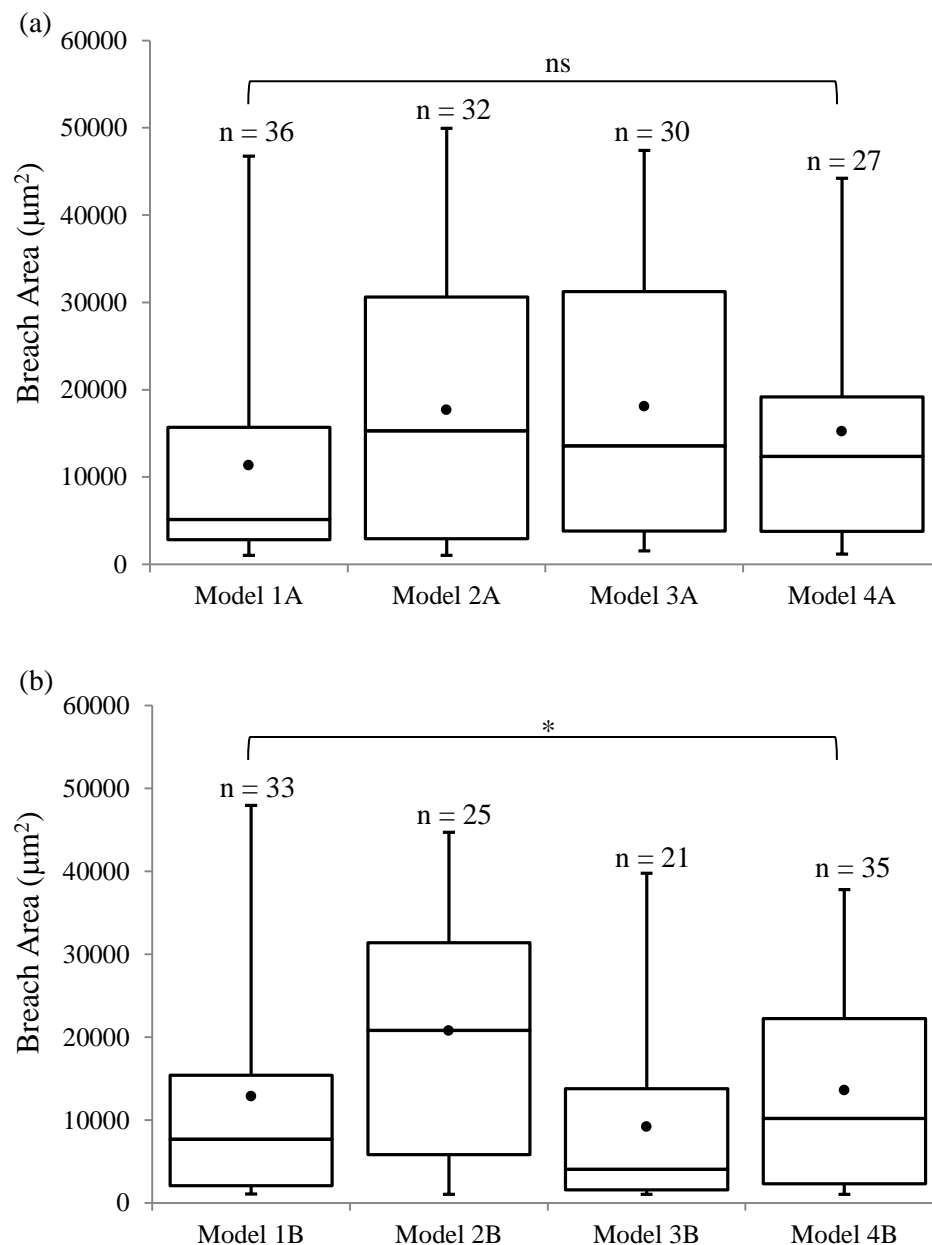 (a)
60000
ns
n = 32
n = 36
n = 30
50000
n = 27
40000
Breach Area (μm²)
30000
20000
10000
0
Model 1A Model 2A Model 3A Model 4A
(b)
60000
*
n = 33
50000
n = 25
n = 21
n = 35
40000
Breach Area (μm²)
30000
20000
10000
0
Model 1B Model 2B Model 3B Model 4B